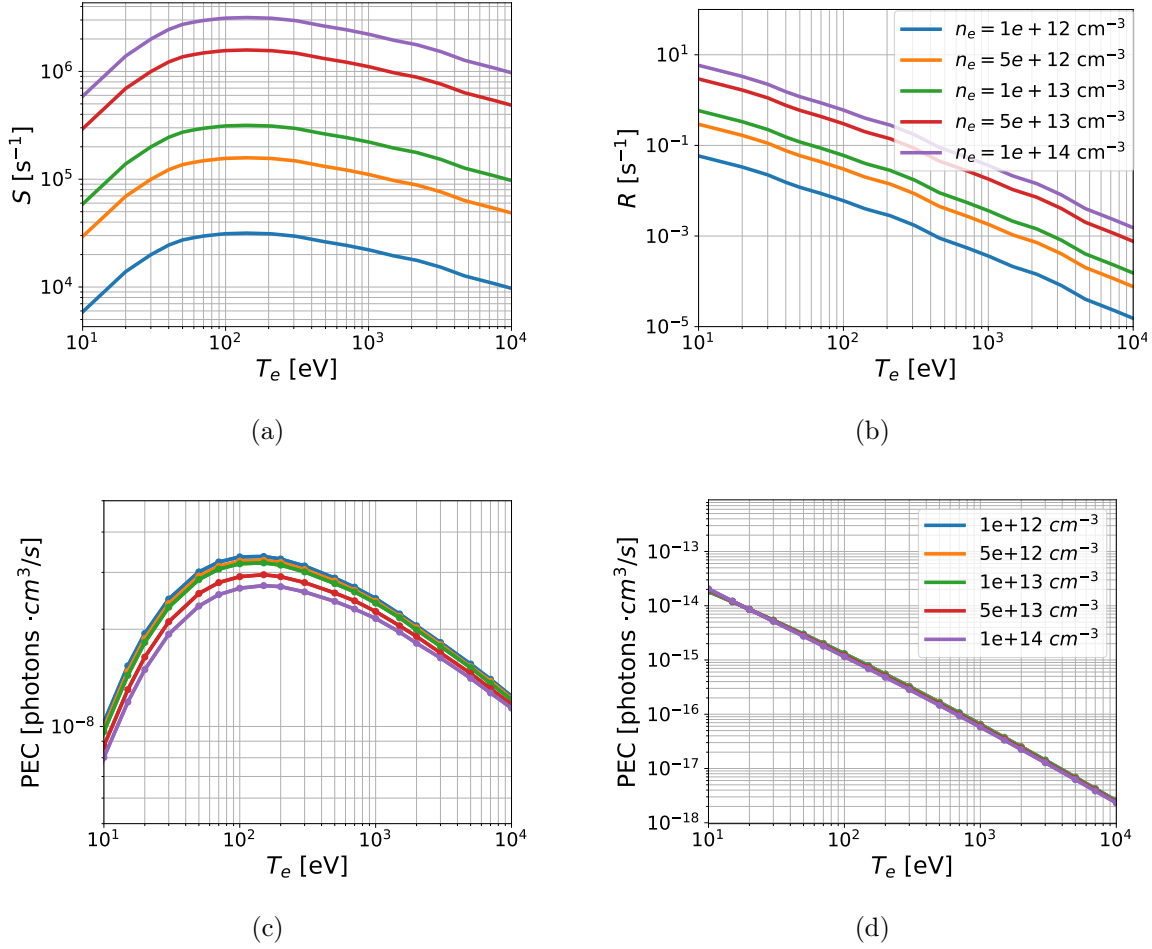 10⁶
10⁵
10⁴
S [s⁻¹]
10¹ 10² 10³ 10⁴
Tₑ [eV]
(a)
10¹
10⁻¹
10⁻³
10⁻⁵
R [s⁻¹]
nₑ = 1e + 12 cm⁻³
nₑ = 5e + 12 cm⁻³
nₑ = 1e + 13 cm⁻³
nₑ = 5e + 13 cm⁻³
nₑ = 1e + 14 cm⁻³
10¹ 10² 10³ 10⁴
Tₑ [eV]
(b)
10⁻⁸
PEC [photons ·cm³/s]
10¹ 10² 10³ 10⁴
Tₑ [eV]
(c)
10⁻¹³
10⁻¹⁴
10⁻¹⁵
10⁻¹⁶
10⁻¹⁷
10⁻¹⁸
PEC [photons ·cm³/s]
1e+12 cm⁻³
5e+12 cm⁻³
1e+13 cm⁻³
5e+13 cm⁻³
1e+14 cm⁻³
10¹ 10² 10³ 10⁴
Tₑ [eV]
(d)